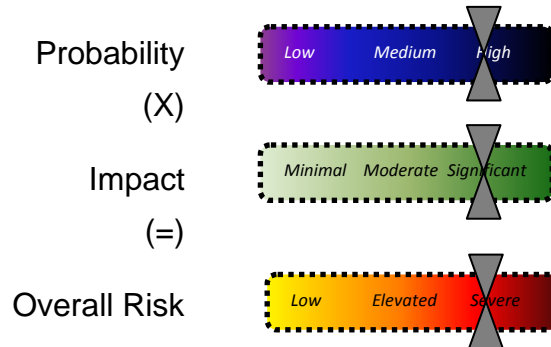 Probability
Low Medium High
(X)
Impact
Minimal Moderate Significant
(=)
Overall Risk
Low Elevated Severe